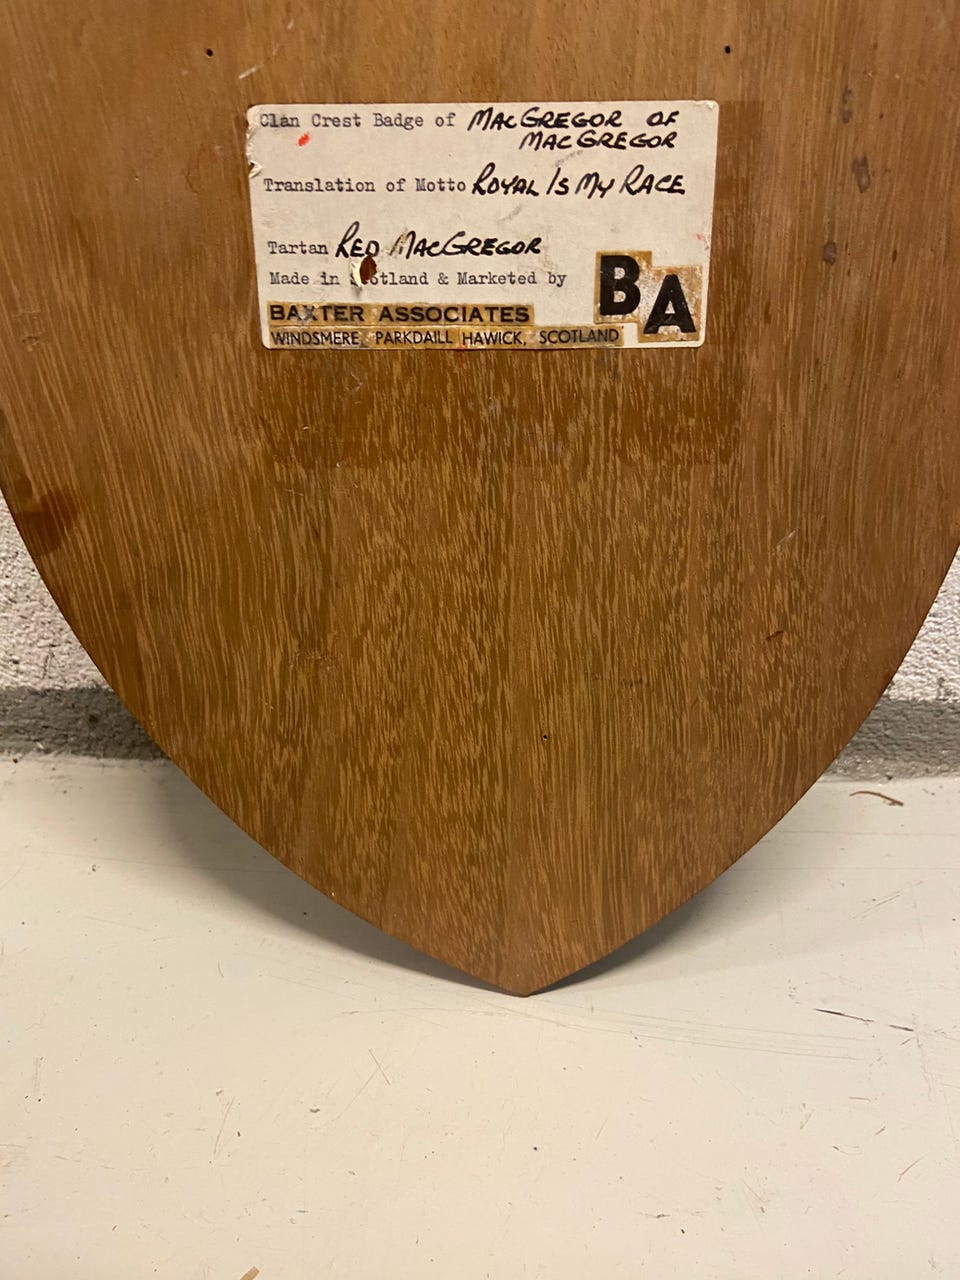 Clan Crest Badge of MACGREGOR OF
MACGREGOR
Translation of Motto ROYAL IS MY RACE
Tartan RED MACGREGOR
Made in Scotland & Marketed by
BA
BAXTER ASSOCIATES
WINDSMERE, PARKDAILL HAWICK, SCOTLAND